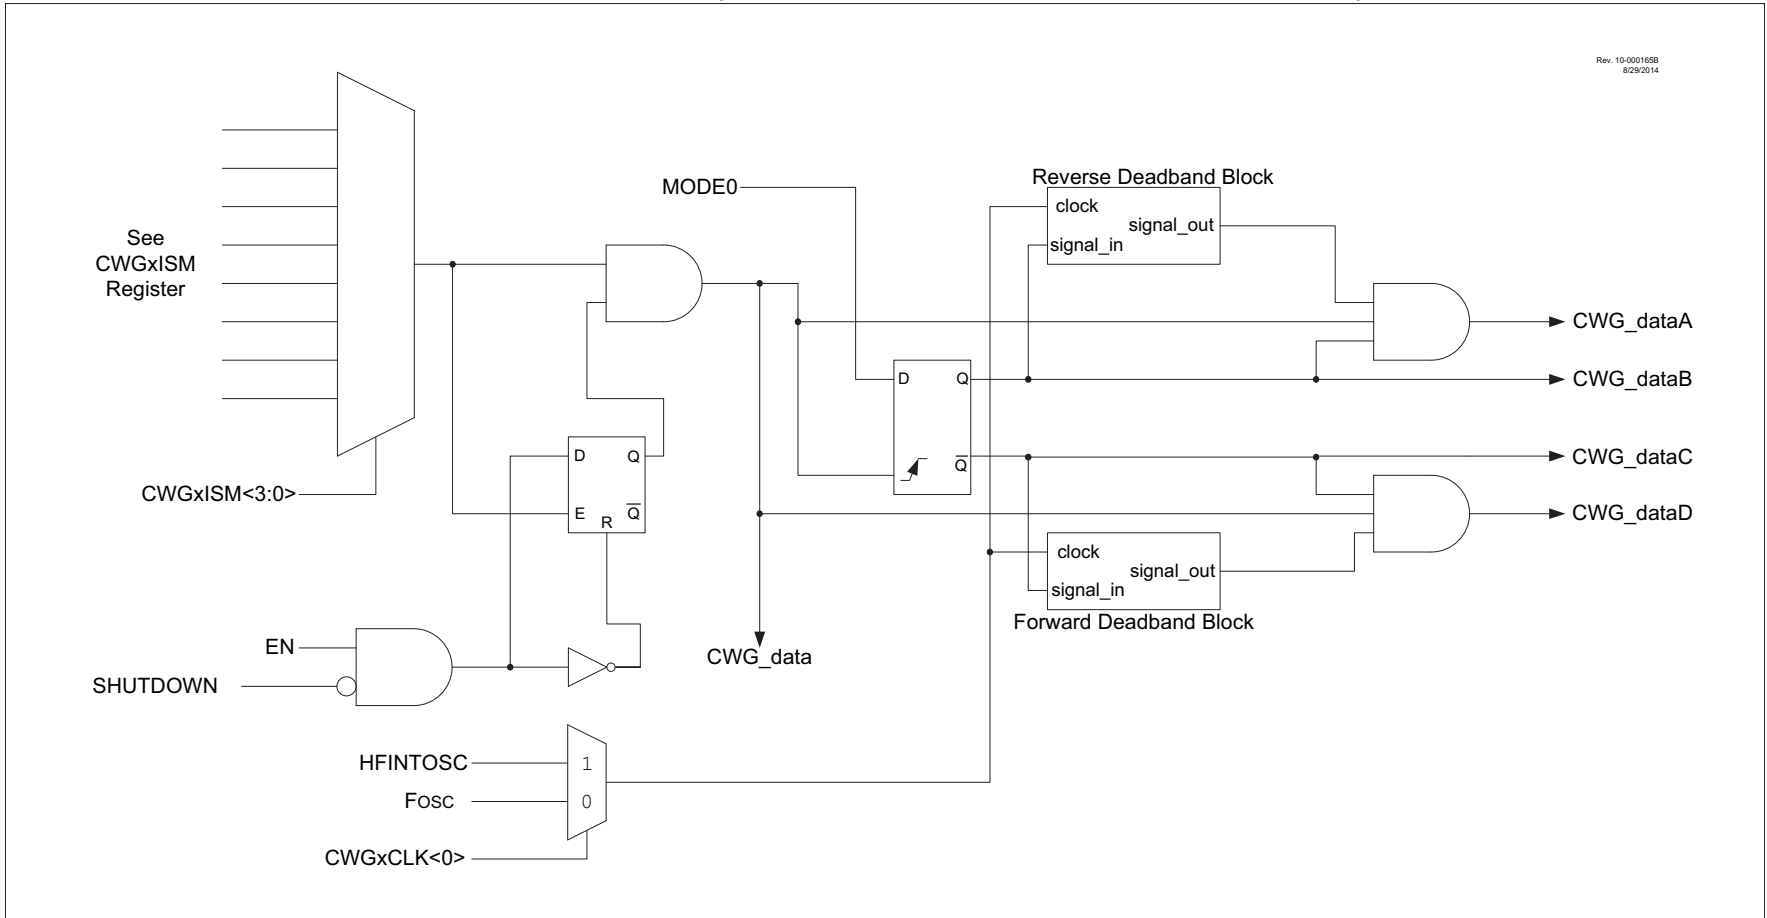 Rev. 10-000165B
8/29/2014
See
CWGxISM
Register
CWGxISM<3:0>
MODE0
Reverse Deadband Block
clock
signal_out
signal_in
D
Q
Q
CWG_dataA
CWG_dataB
CWG_dataC
CWG_dataD
D
Q
E
R
Q
clock
signal_out
signal_in
Forward Deadband Block
EN
SHUTDOWN
CWG_data
HFINTOSC
1
FOSC
0
CWGxCLK<0>